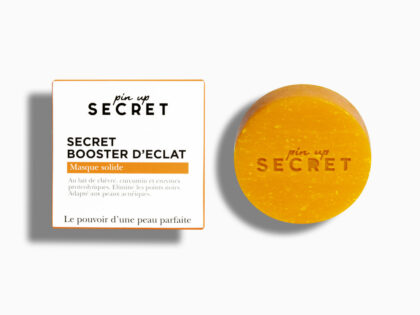 pin up
SECRET
SECRET
BOOSTER D'ECLAT
Masque solide
Au lait de chèvre, curcumin et enzymes
protéolytiques. Elimine les points noirs.
Adapté aux peaux acnéiques.
Le pouvoir d'une peau parfaite
pin up
SECRET